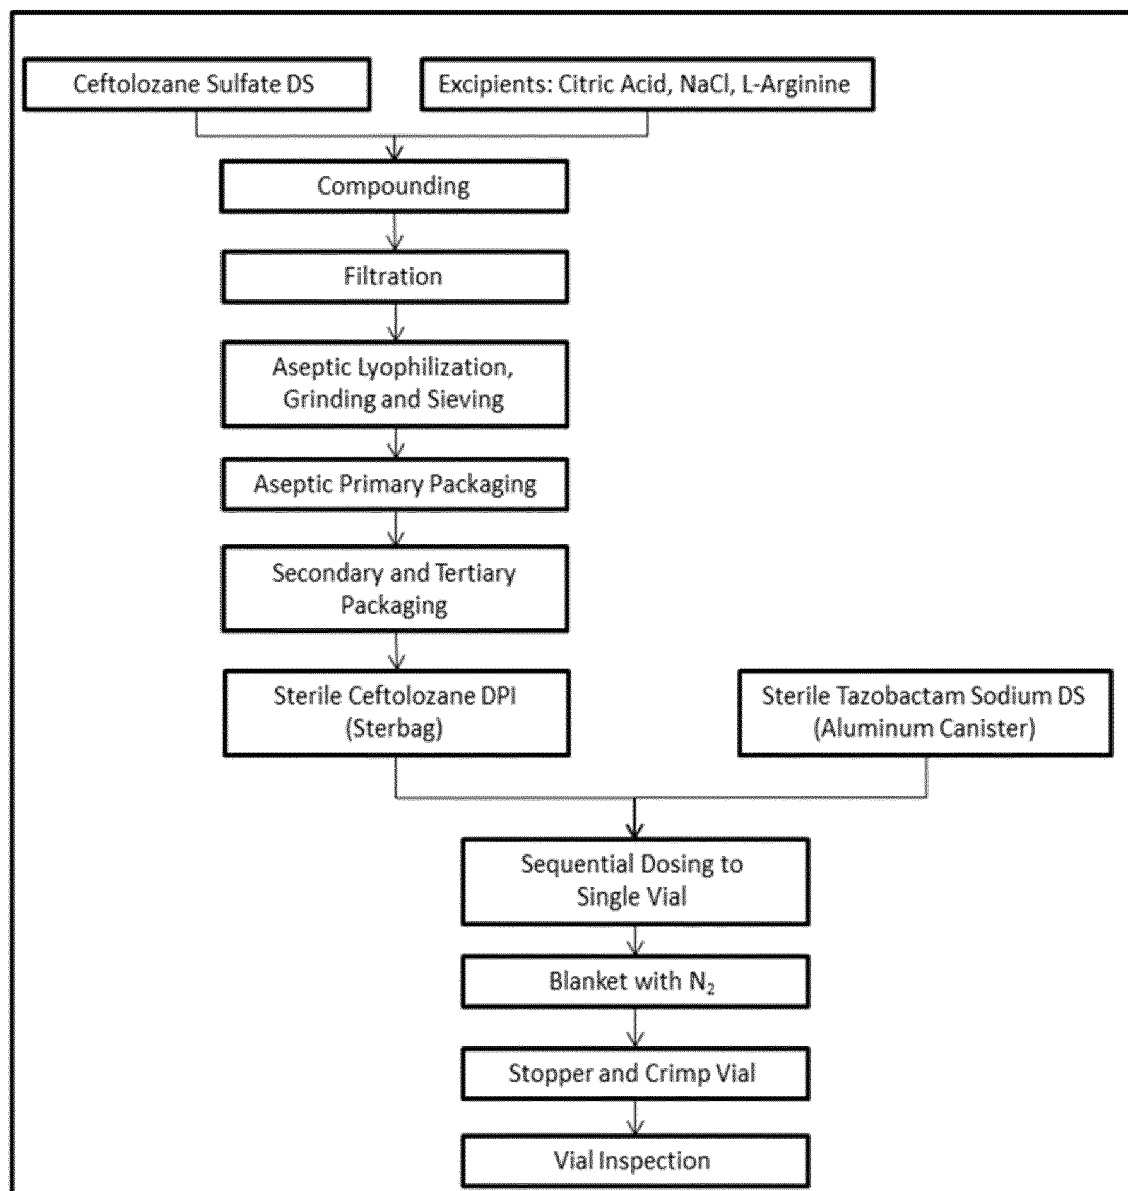 Ceftolozane Sulfate DS
Excipients: Citric Acid, NaCl, L-Arginine
Compounding
Filtration
Aseptic Lyophilization,
Grinding and Sieving
Aseptic Primary Packaging
Secondary and Tertiary
Packaging
Sterile Ceftolozane DPI
(Sterbag)
Sterile Tazobactam Sodium DS
(Aluminum Canister)
Sequential Dosing to
Single Vial
Blanket with N₂
Stopper and Crimp Vial
Vial Inspection